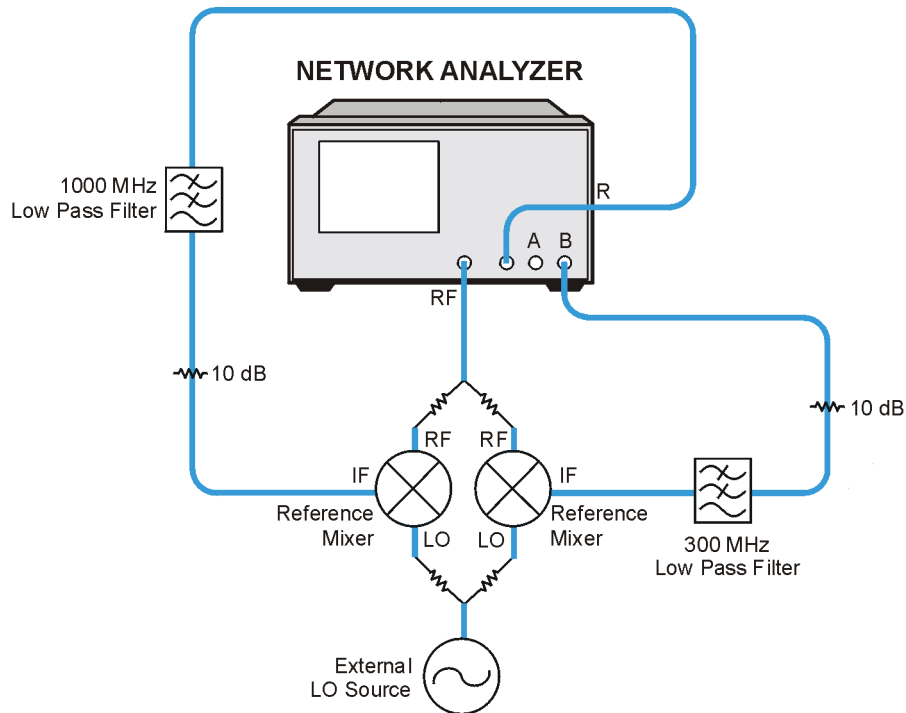 NETWORK ANALYZER
1000 MHz
Low Pass Filter
R
A
B
RF
10 dB
10 dB
RF
RF
IF
IF
Reference
Mixer
Reference
Mixer
LO
LO
300 MHz
Low Pass Filter
External
LO Source